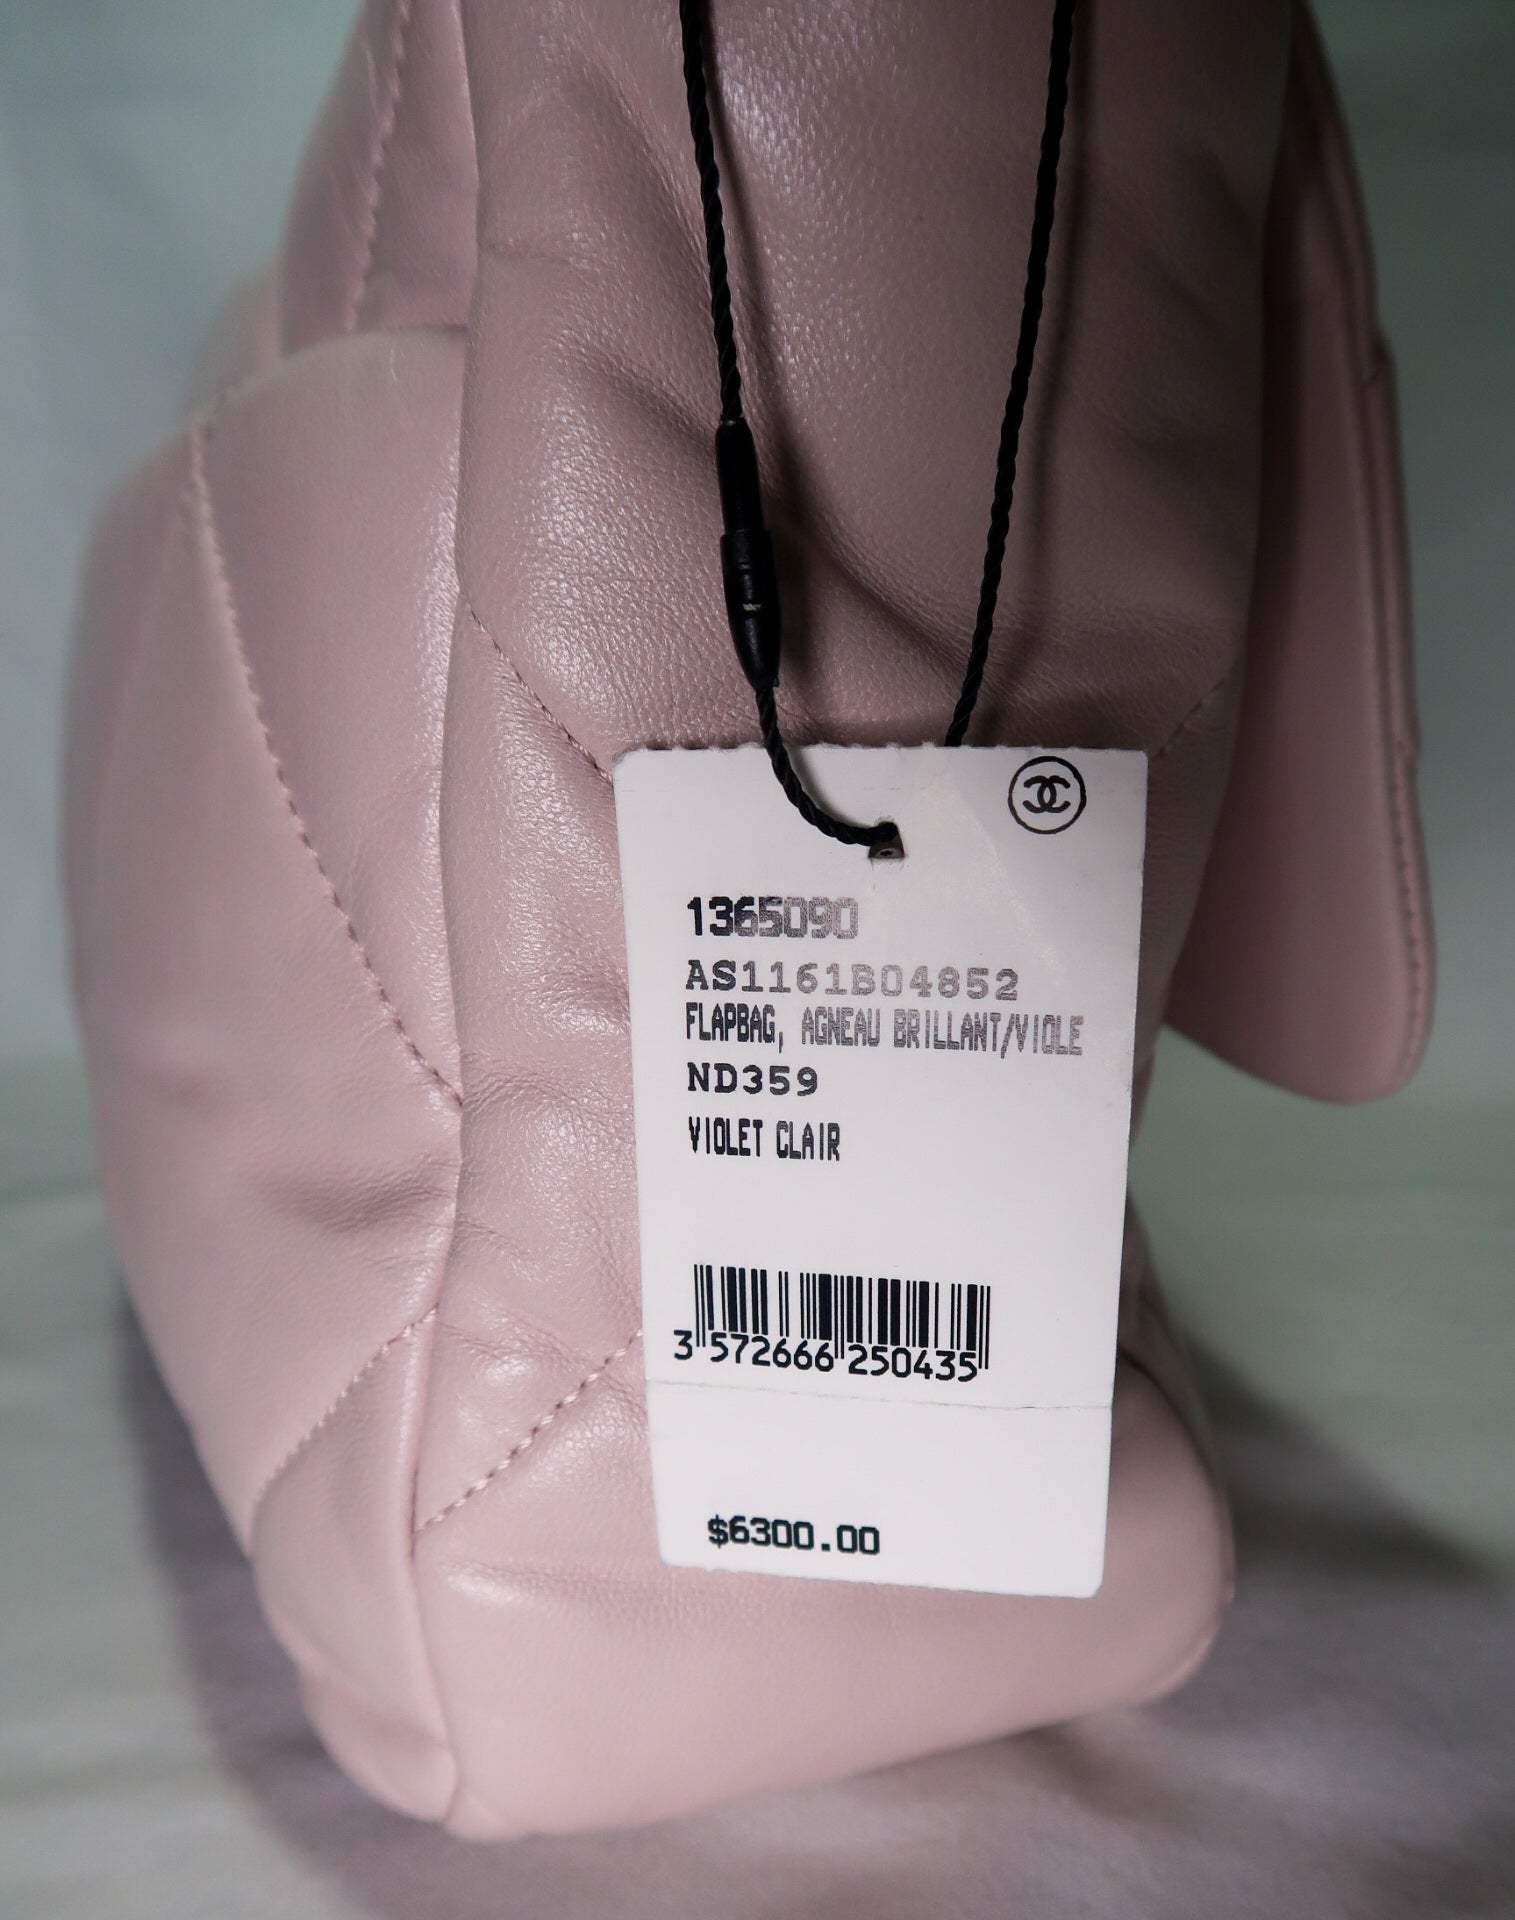 1365090
AS1161B04852
FLAPBAG, AGNEAU BRILLANT/VIOLE
ND359
VIOLET CLAIR
3 572666 250435
$6300.00